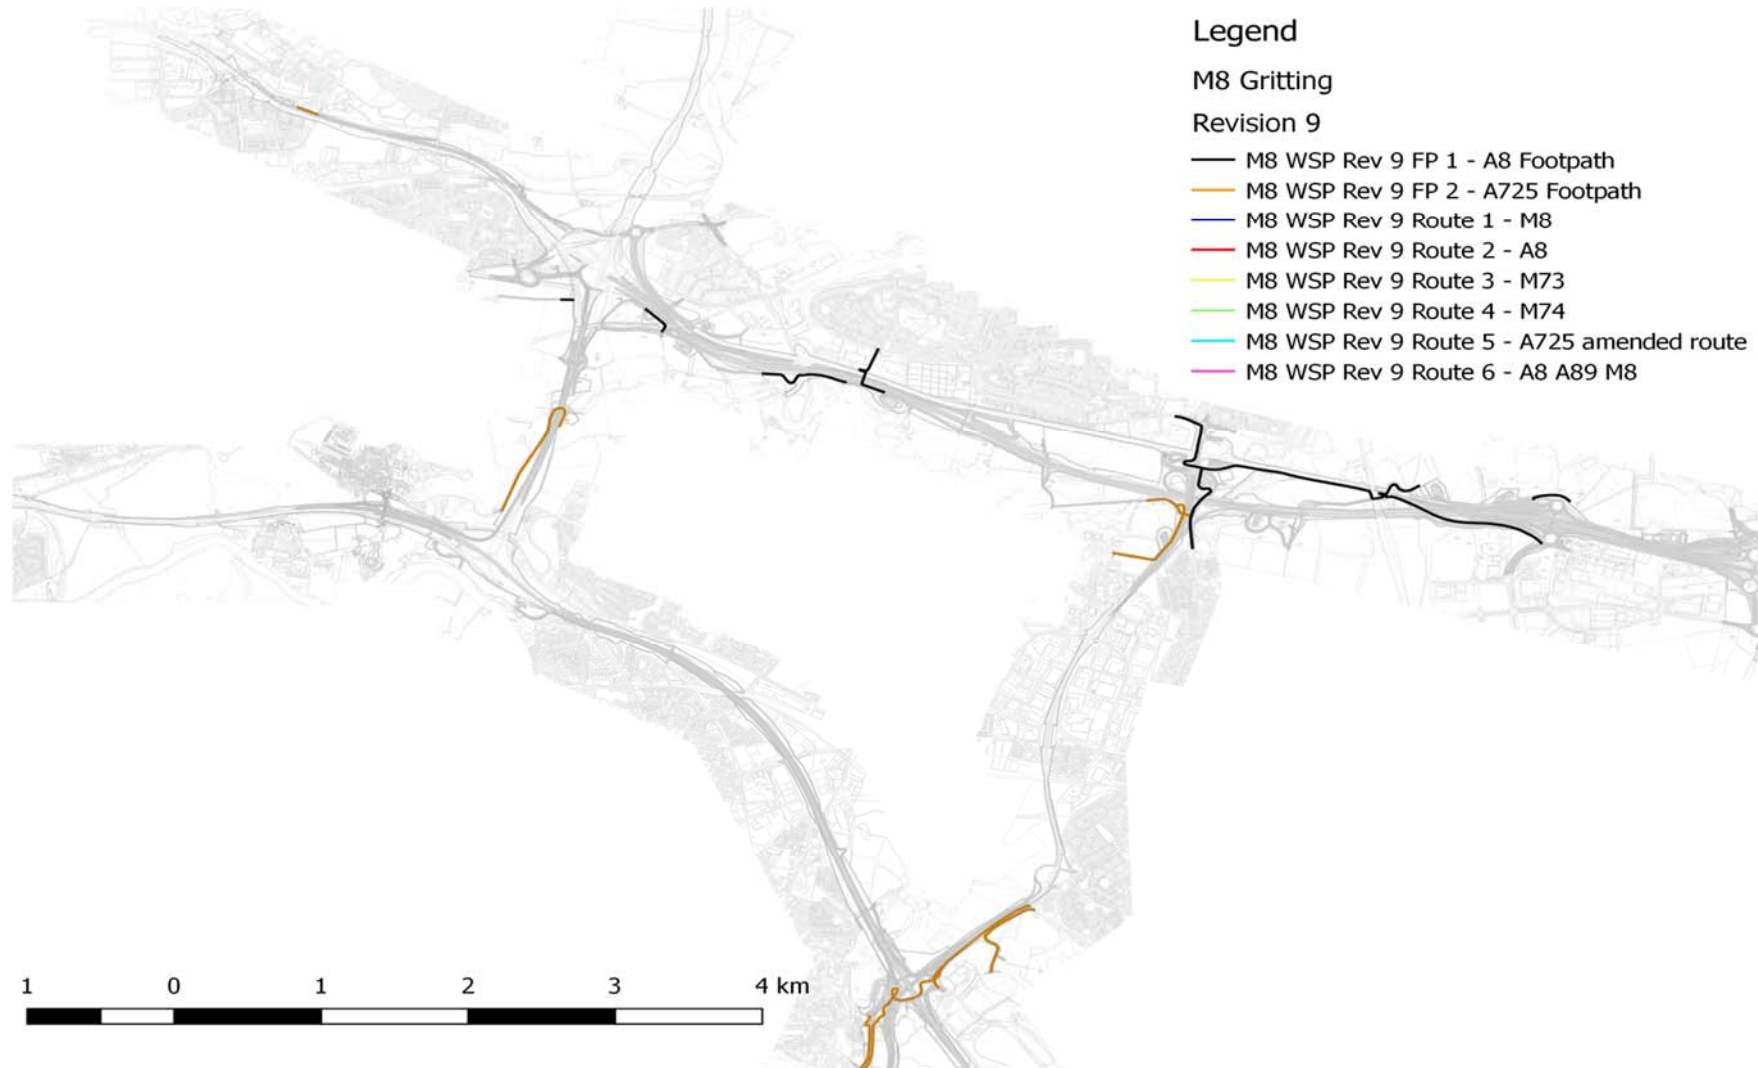 Legend
M8 Gritting
Revision 9
M8 WSP Rev 9 FP 1 - A8 Footpath
M8 WSP Rev 9 FP 2 - A725 Footpath
M8 WSP Rev 9 Route 1 - M8
M8 WSP Rev 9 Route 2 - A8
M8 WSP Rev 9 Route 3 - M73
M8 WSP Rev 9 Route 4 - M74
M8 WSP Rev 9 Route 5 - A725 amended route
M8 WSP Rev 9 Route 6 - A8 A89 M8
1 0 1 2 3 4 km